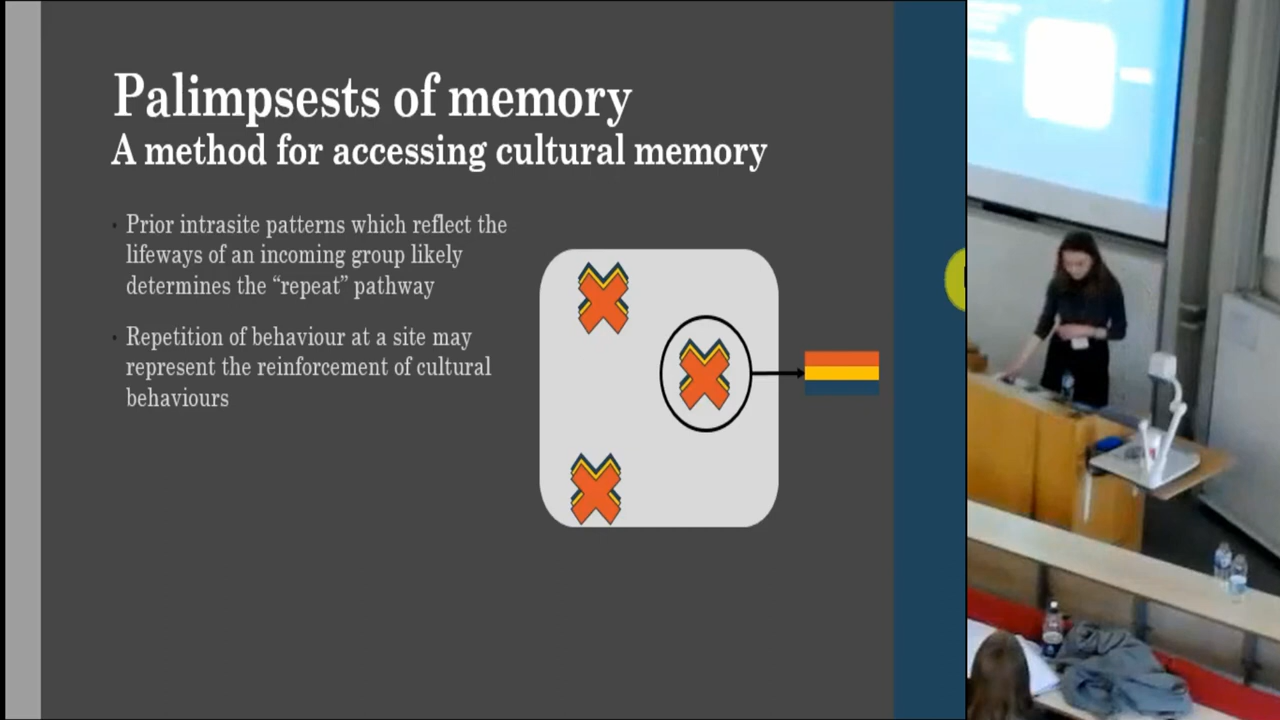 Palimpsests of memory
A method for accessing cultural memory
Prior intrasite patterns which reflect the
lifeways of an incoming group likely
determines the “repeat” pathway
Repetition of behaviour at a site may
represent the reinforcement of cultural
behaviours